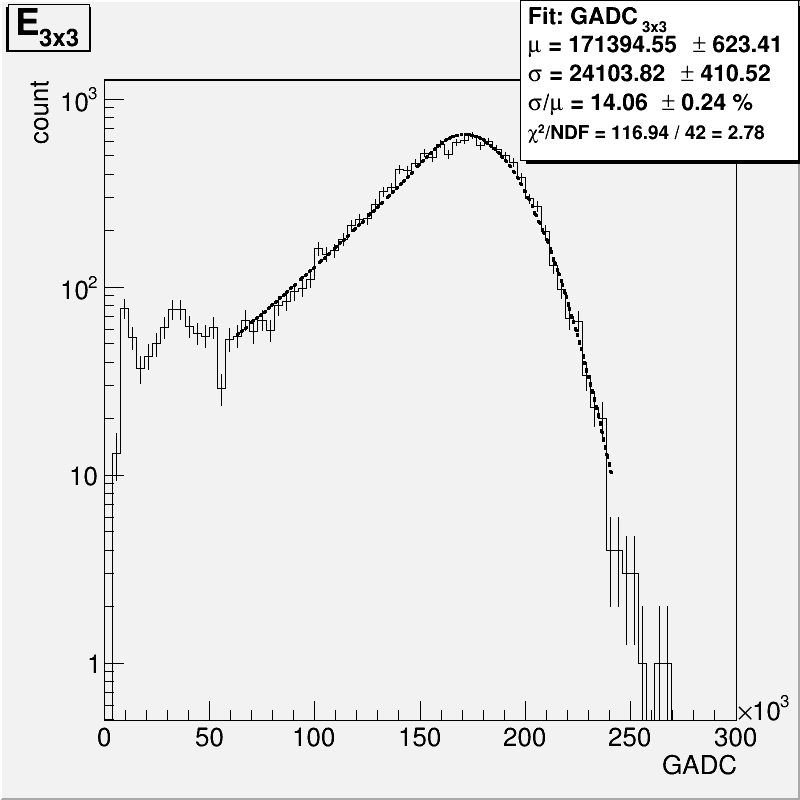 E3x3
Fit: GADC 3x3
μ = 171394.55 ± 623.41
σ = 24103.82 ± 410.52
σ/μ = 14.06 ± 0.24 %
χ²/NDF = 116.94 / 42 = 2.78
count
10³
10²
10
1
0 50 100 150 200 250 300
×10³
GADC